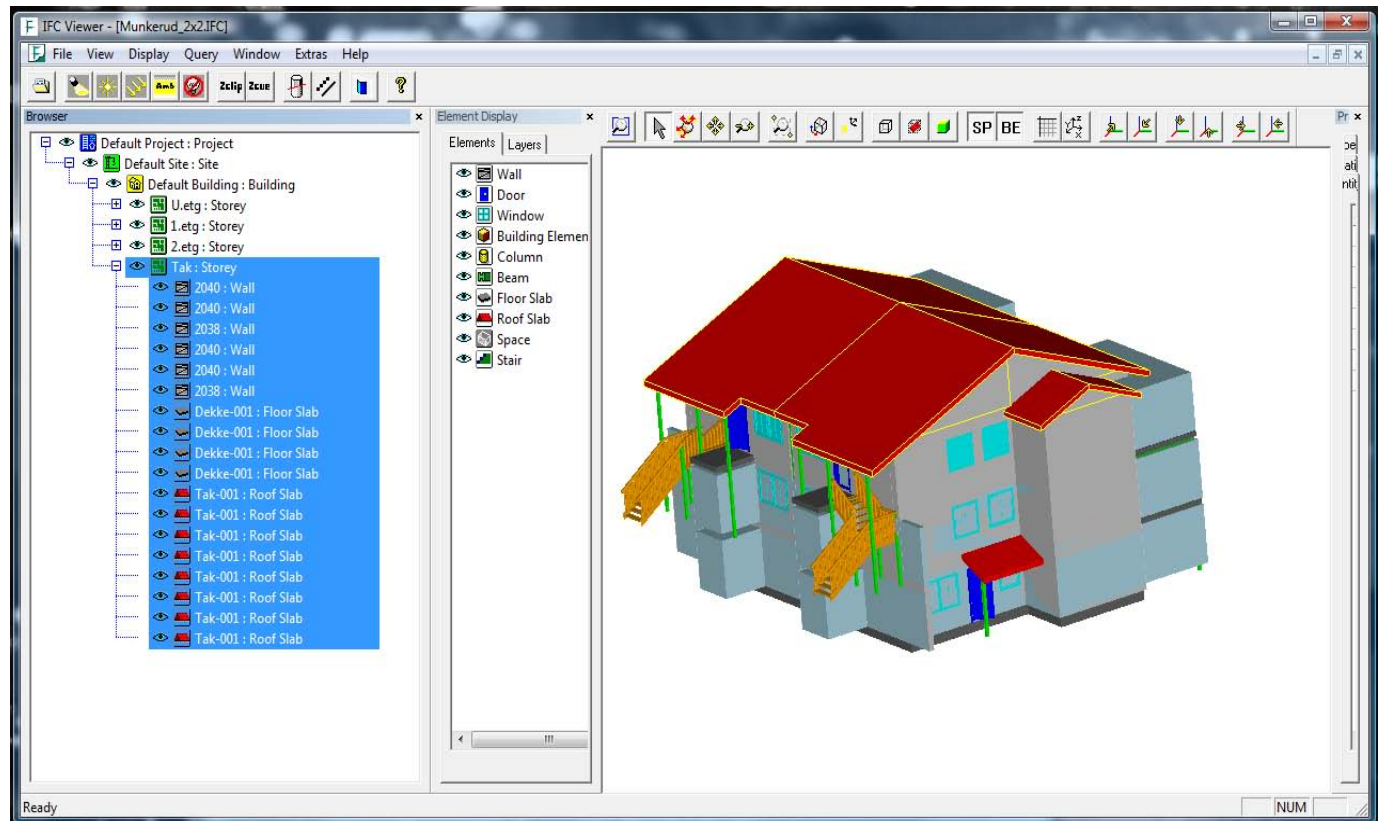 IFC Viewer - [Munkerud_2x2.IFC]
File View Display Query Window Extras Help
Amb Zclip Zcue
Browser
Default Project : Project
Default Site : Site
Default Building : Building
U.etg : Storey
1.etg : Storey
2.etg : Storey
Tak : Storey
2040 : Wall
2040 : Wall
2038 : Wall
2040 : Wall
2040 : Wall
2038 : Wall
Dekke-001 : Floor Slab
Dekke-001 : Floor Slab
Dekke-001 : Floor Slab
Dekke-001 : Floor Slab
Tak-001 : Roof Slab
Tak-001 : Roof Slab
Tak-001 : Roof Slab
Tak-001 : Roof Slab
Tak-001 : Roof Slab
Tak-001 : Roof Slab
Tak-001 : Roof Slab
Tak-001 : Roof Slab
Element Display
Elements Layers
Wall
Door
Window
Building Elemen
Column
Beam
Floor Slab
Roof Slab
Space
Stair
SP BE
Pr
ati
ntit
Ready
NUM